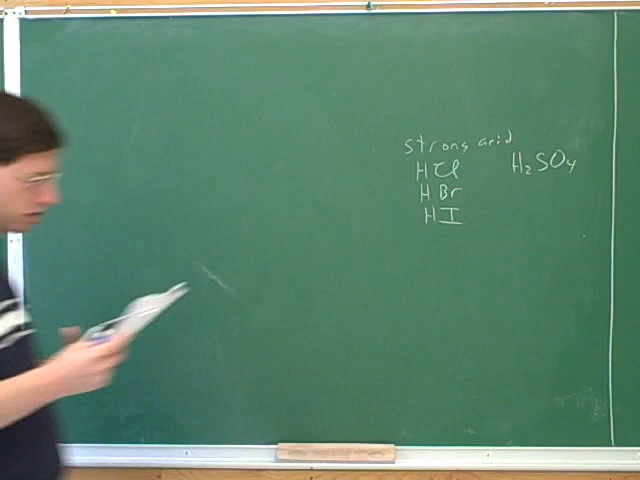 strong acid
HCl H₂SO₄
HBr
HI